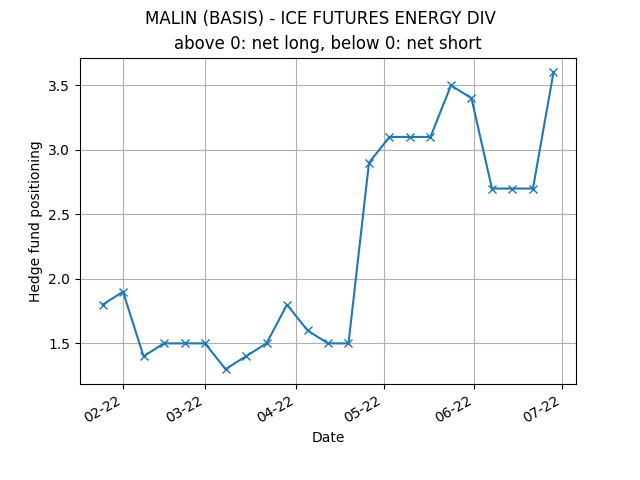 MALIN (BASIS) - ICE FUTURES ENERGY DIV
above 0: net long, below 0: net short
Hedge fund positioning
3.5
3.0
2.5
2.0
1.5
02-22
03-22
04-22
05-22
06-22
07-22
Date